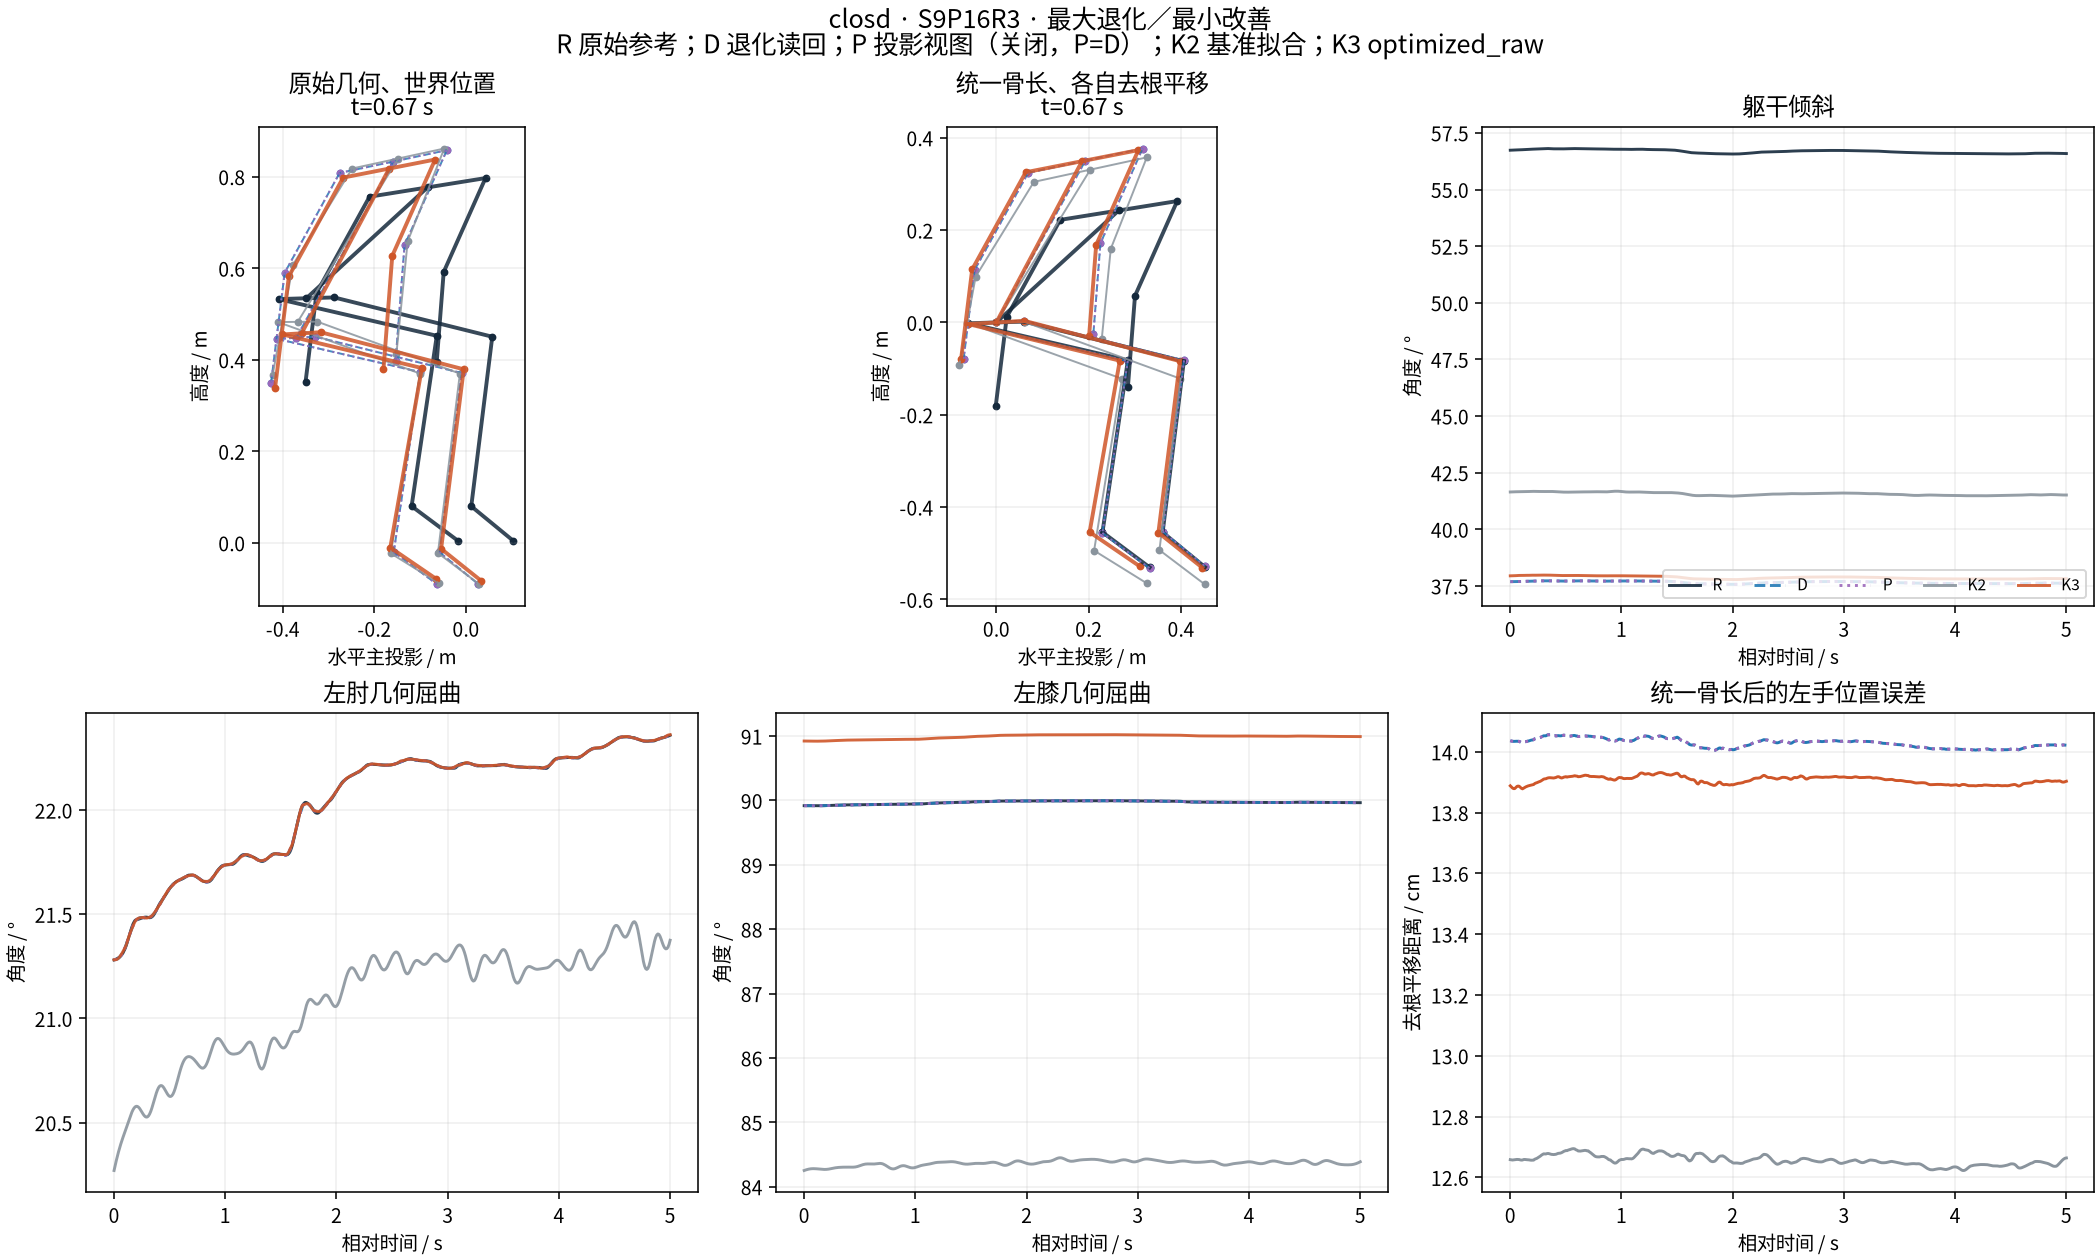 closd · S9P16R3 · 最大退化／最小改善
R 原始参考；D 退化读回；P 投影视图（关闭，P=D）；K2 基准拟合；K3 optimized_raw
原始几何、世界位置
t=0.67 s
0.8
0.6
0.4
0.2
0.0
高度 / m
-0.4
-0.2
0.0
水平主投影 / m
统一骨长、各自去根平移
t=0.67 s
0.4
0.2
0.0
-0.2
-0.4
-0.6
高度 / m
0.0
0.2
0.4
水平主投影 / m
躯干倾斜
57.5
55.0
52.5
50.0
47.5
45.0
42.5
40.0
37.5
角度 / °
R
D
P
K2
K3
0
1
2
3
4
5
相对时间 / s
左肘几何屈曲
22.0
21.5
21.0
20.5
角度 / °
0
1
2
3
4
5
相对时间 / s
左膝几何屈曲
91
90
89
88
87
86
85
84
角度 / °
0
1
2
3
4
5
相对时间 / s
统一骨长后的左手位置误差
14.0
13.8
13.6
13.4
13.2
13.0
12.8
12.6
去根平移距离 / cm
0
1
2
3
4
5
相对时间 / s